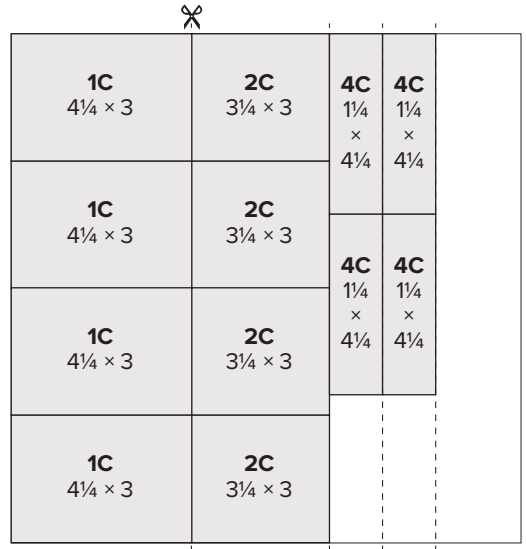 1C
4¼ × 3
2C
3¼ × 3
4C
1¼
×
4¼
4C
1¼
×
4¼
1C
4¼ × 3
2C
3¼ × 3
4C
1¼
×
4¼
4C
1¼
×
4¼
1C
4¼ × 3
2C
3¼ × 3
1C
4¼ × 3
2C
3¼ × 3